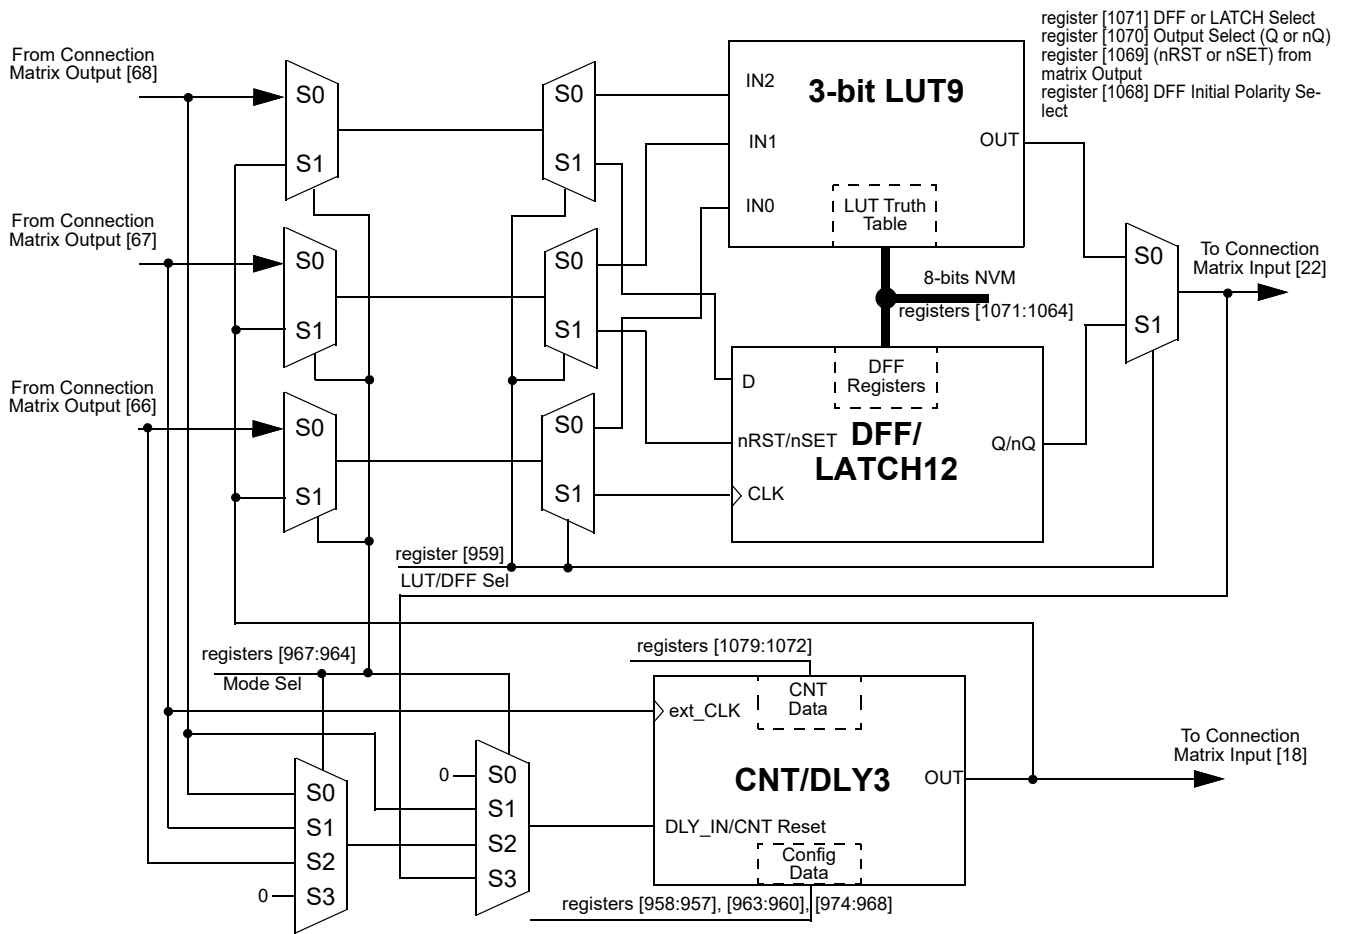 register [1071] DFF or LATCH Select
register [1070] Output Select (Q or nQ)
register [1069] (nRST or nSET) from
matrix Output
register [1068] DFF Initial Polarity Se-
lect
From Connection
Matrix Output [68]
S0
S1
S0
S1
IN2
3-bit LUT9
IN1
OUT
IN0
LUT Truth
Table
From Connection
Matrix Output [67]
S0
S1
S0
S1
8-bits NVM
registers [1071:1064]
S0
S1
To Connection
Matrix Input [22]
From Connection
Matrix Output [66]
S0
S1
S0
S1
D
DFF
Registers
nRST/nSET
DFF/
LATCH12
Q/nQ
CLK
register [959]
LUT/DFF Sel
registers [967:964]
Mode Sel
registers [1079:1072]
CNT
Data
ext_CLK
CNT/DLY3
OUT
To Connection
Matrix Input [18]
DLY_IN/CNT Reset
Config
Data
0
S0
S1
S2
S3
S0
S1
S2
0
S3
registers [958:957], [963:960], [974:968]